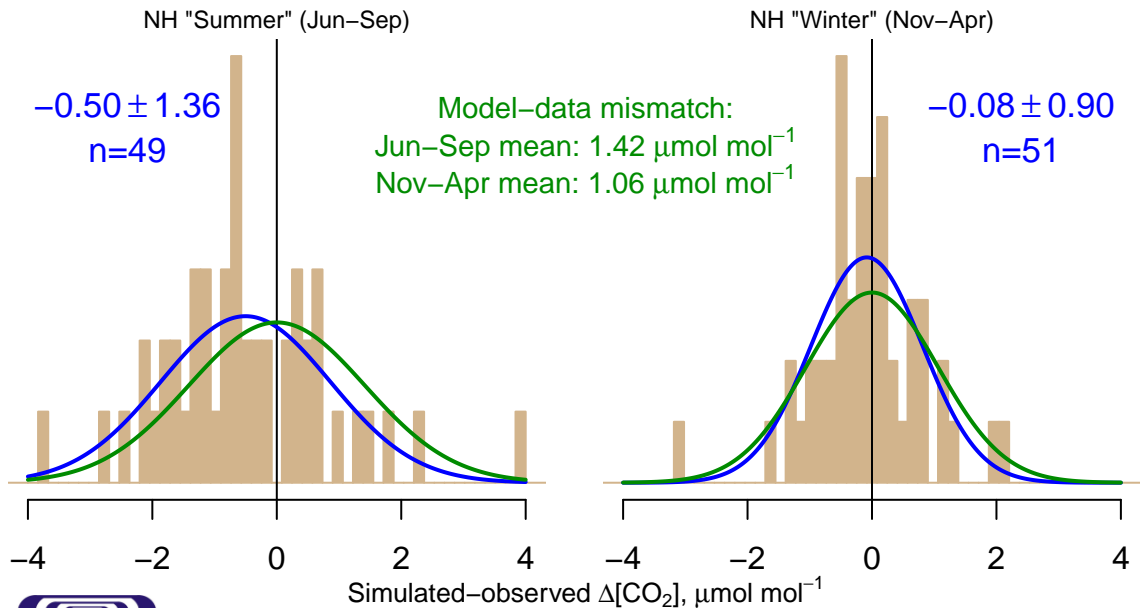 NH "Summer" (Jun−Sep)
NH "Winter" (Nov−Apr)
−0.50 ± 1.36
n=49
Model−data mismatch:
Jun−Sep mean: 1.42 μmol mol⁻¹
Nov−Apr mean: 1.06 μmol mol⁻¹
−0.08 ± 0.90
n=51
−4 −2 0 2 4
−4 −2 0 2 4
Simulated−observed Δ[CO₂], μmol mol⁻¹